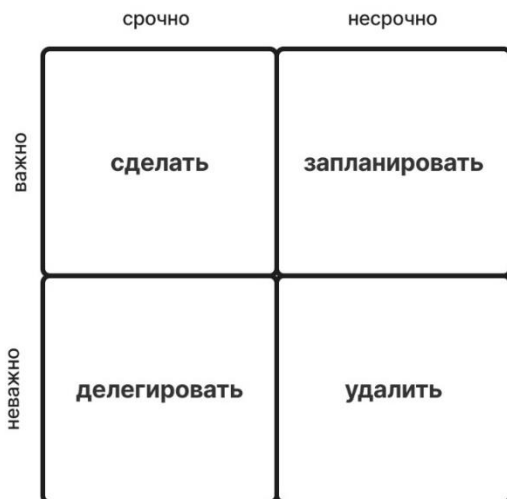 срочно
несрочно
важно
сделать
запланировать
неважно
делегировать
удалить